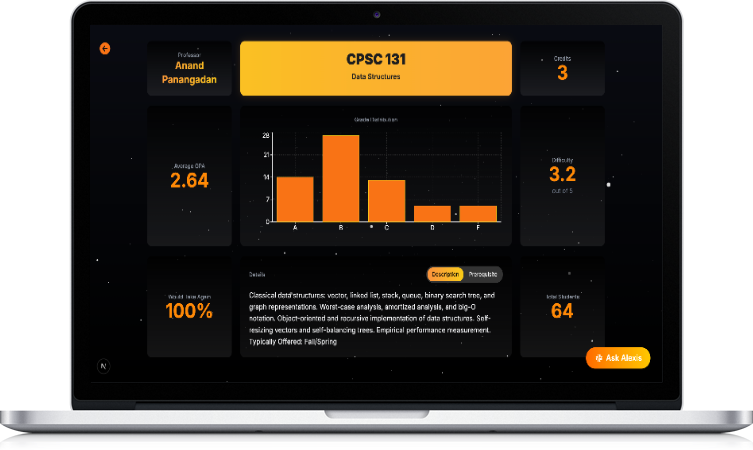 Professor
Anand
Panangadan
CPSC 131
Data Structures
Credits
3
Average GPA
2.64
Grade Distribution
28
21
14
7
0
A
B
C
D
F
Difficulty
3.2
out of 5
Would Take Again
100%
Details
Description
Prerequisite
Classical data structures: vector, linked list, stack, queue, binary search tree, and
graph representations. Worst-case analysis, amortized analysis, and big-O
notation. Object-oriented and recursive implementation of data structures. Self-
resizing vectors and self-balancing trees. Empirical performance measurement.
Typically Offered: Fall/Spring
Total Students
64
N
Ask Alexis